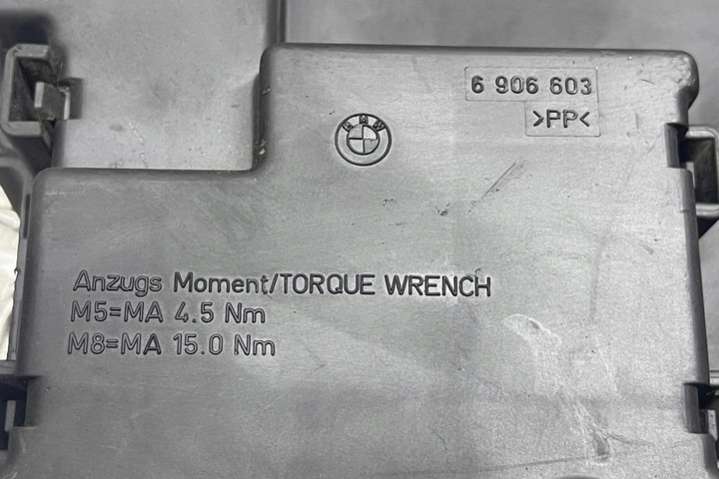 6 906 603
>PP<
BMW
Anzugs Moment/TORQUE WRENCH
M5=MA 4.5 Nm
M8=MA 15.0 Nm